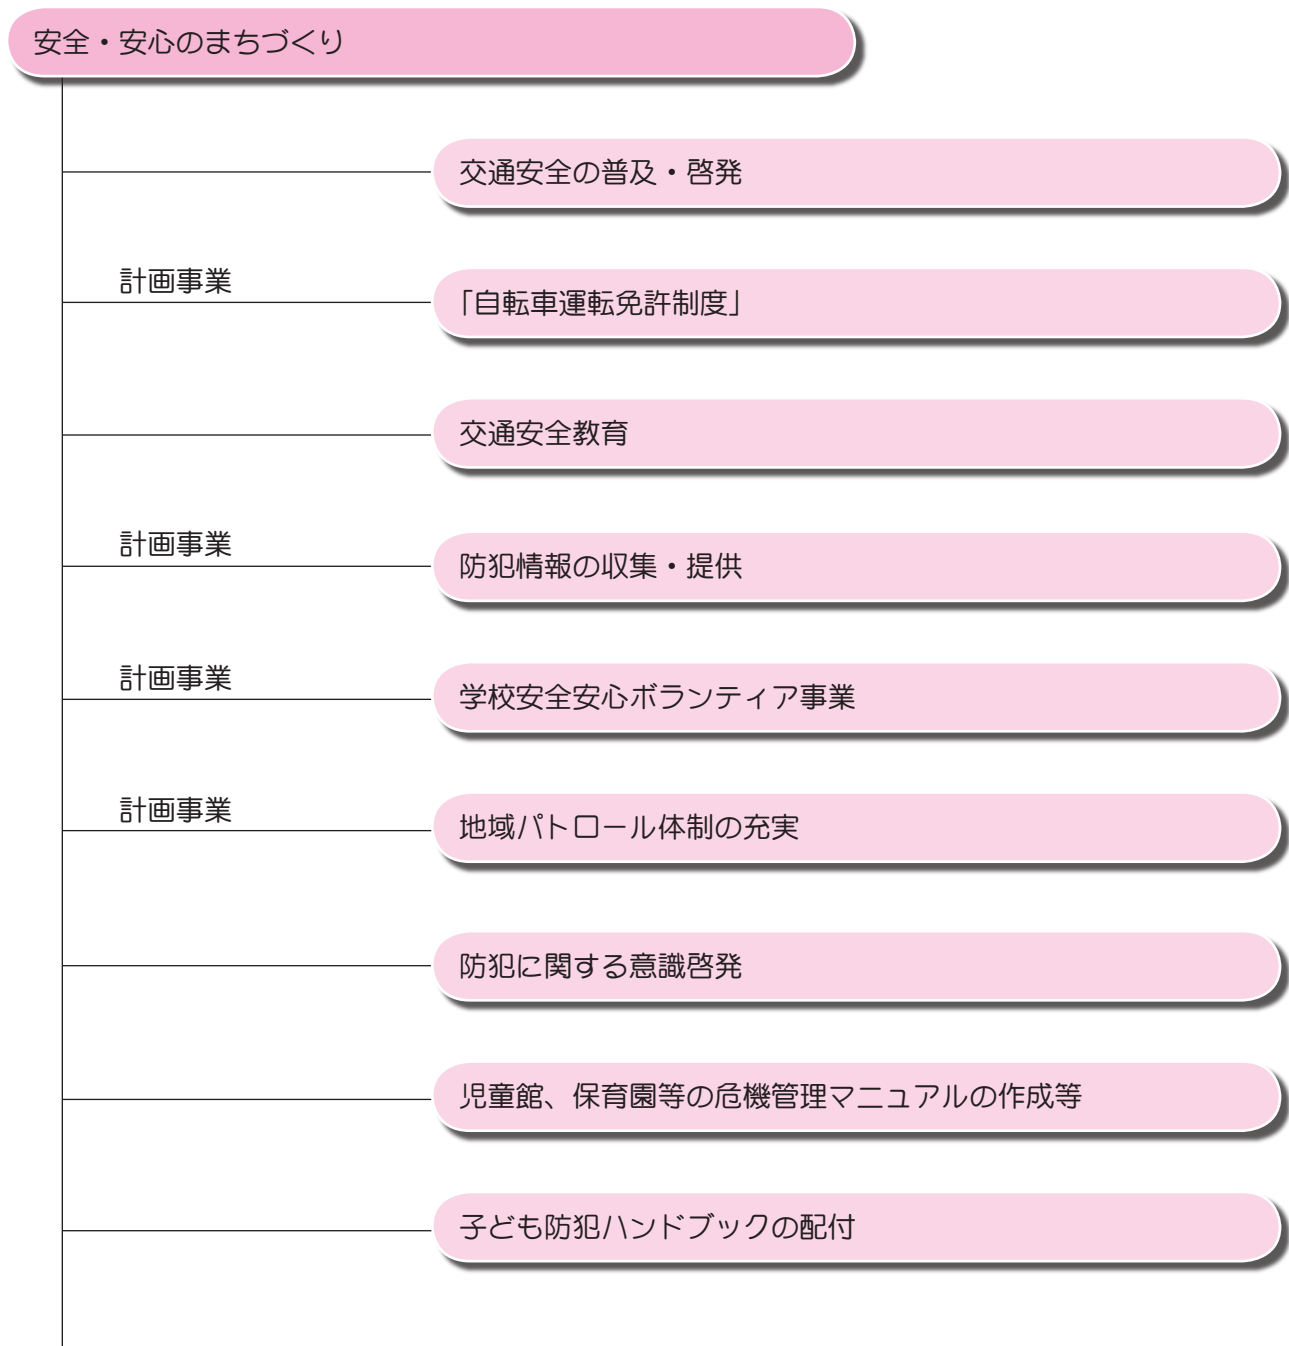 安全・安心のまちづくり
交通安全の普及・啓発
計画事業
「自転車運転免許制度」
交通安全教育
計画事業
防犯情報の収集・提供
計画事業
学校安全安心ボランティア事業
計画事業
地域パトロール体制の充実
防犯に関する意識啓発
児童館、保育園等の危機管理マニュアルの作成等
子ども防犯ハンドブックの配付